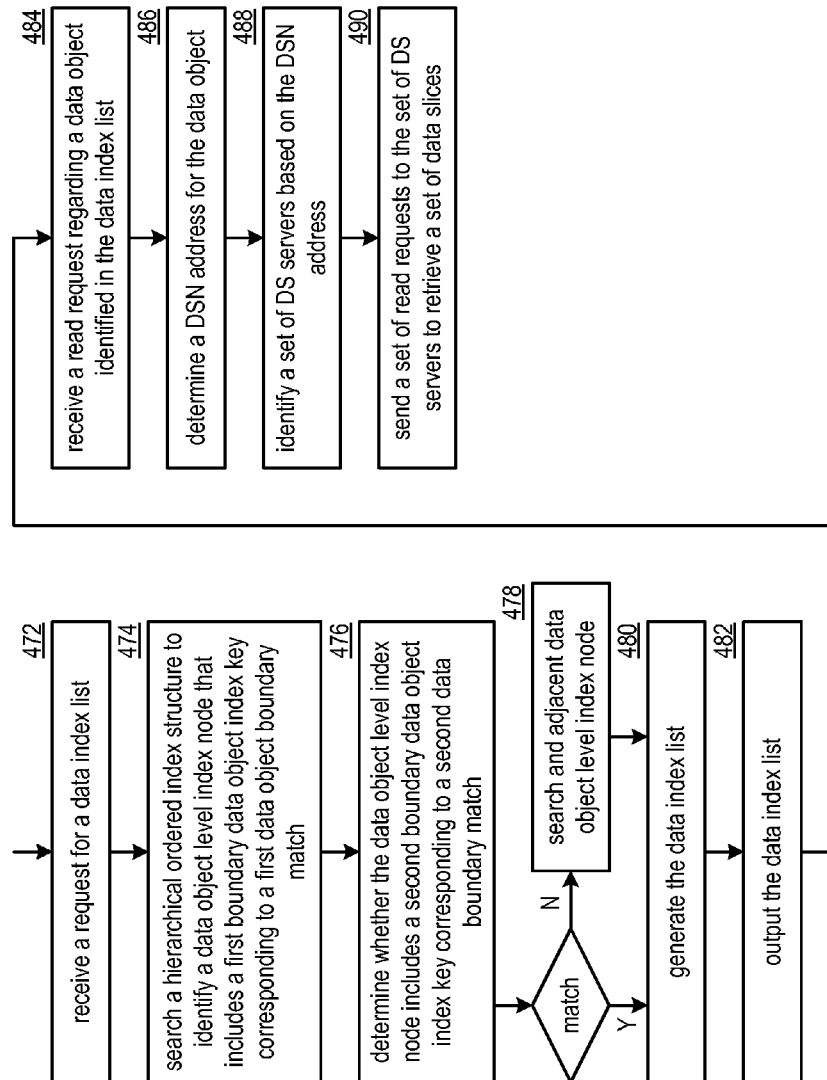 472
receive a request for a data index list
474
search a hierarchical ordered index structure to
identify a data object level index node that
includes a first boundary data object index key
corresponding to a first data object boundary
match
476
determine whether the data object level index
node includes a second boundary data object
index key corresponding to a second data
boundary match
match
N
Y
478
search and adjacent data
object level index node
480
generate the data index list
482
output the data index list
484
receive a read request regarding a data object
identified in the data index list
486
determine a DSN address for the data object
488
identify a set of DS servers based on the DSN
address
490
send a set of read requests to the set of DS
servers to retrieve a set of data slices